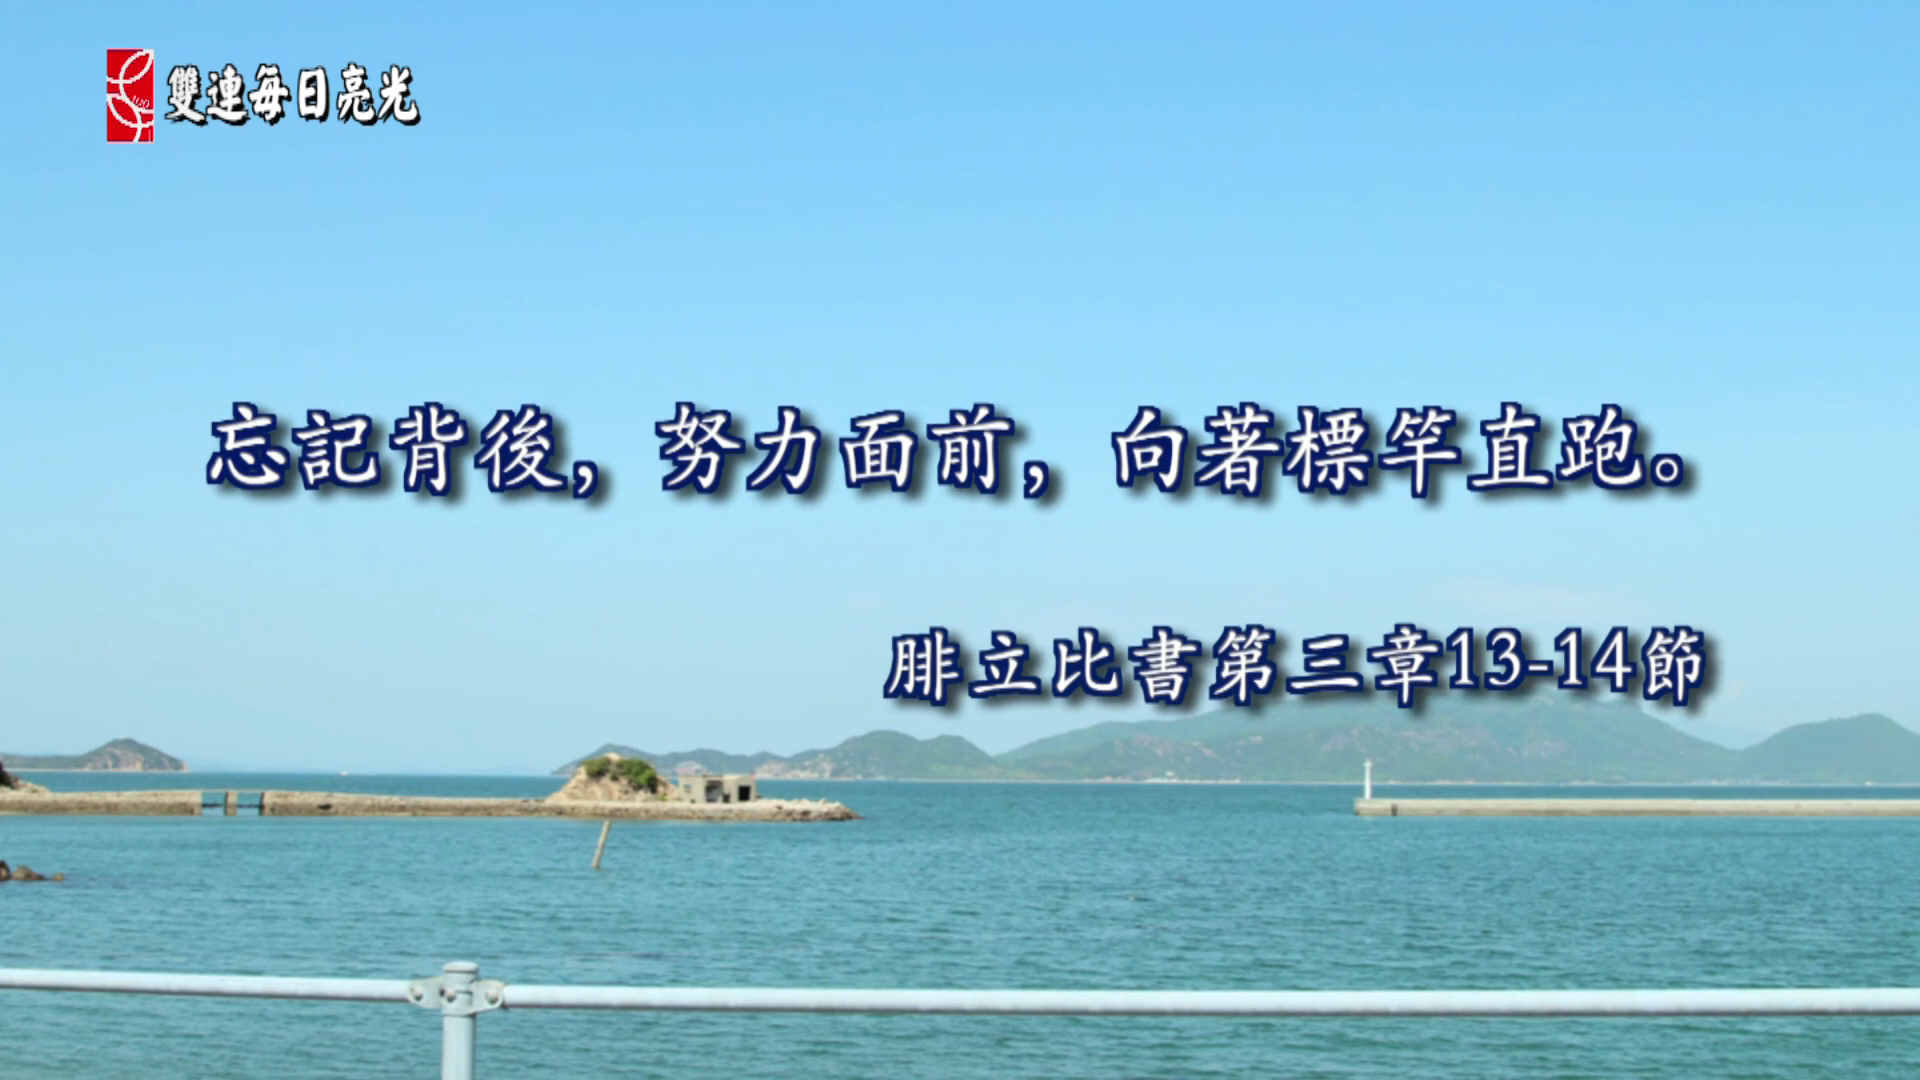 雙連每日亮光
忘記背後，努力面前，向著標竿直跑。
腓立比書第三章13-14節